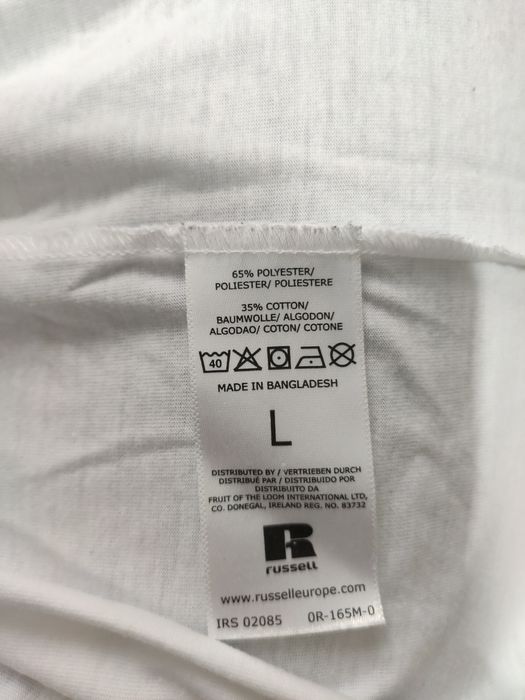 65% POLYESTER/
POLIESTER/ POLIESTERE
35% COTTON/
BAUMWOLLE/ ALGODON/
ALGODAO/ COTON/ COTONE
40
MADE IN BANGLADESH
L
DISTRIBUTED BY / VERTRIEBEN DURCH
DISTRIBUÉ PAR / DISTRIBUIDO POR
DISTRIBUITO DA
FRUIT OF THE LOOM INTERNATIONAL LTD,
CO. DONEGAL, IRELAND REG. NO. 83732
R
russell
www.russelleurope.com
IRS 02085 0R-165M-0